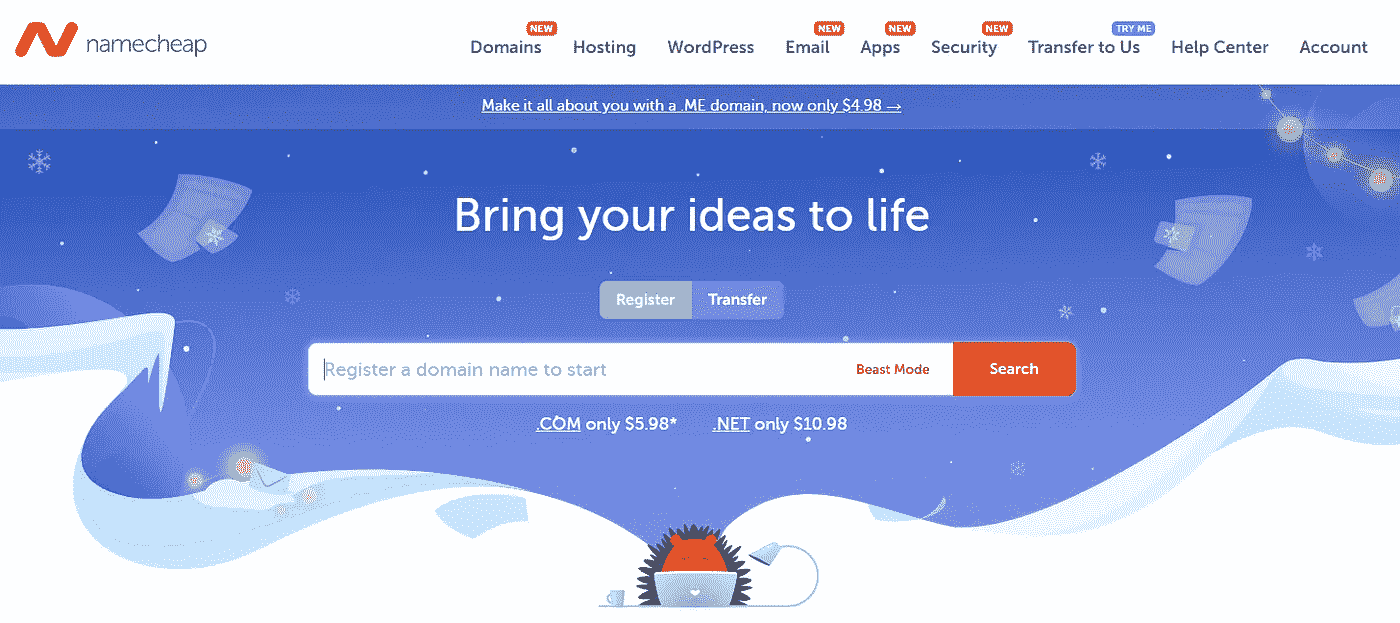 namecheap
NEW NEW NEW NEW TRY ME
Domains Hosting WordPress Email Apps Security Transfer to Us Help Center Account
Make it all about you with a .ME domain, now only $4.98 →
Bring your ideas to life
Register Transfer
Register a domain name to start Beast Mode Search
.COM only $5.98* .NET only $10.98